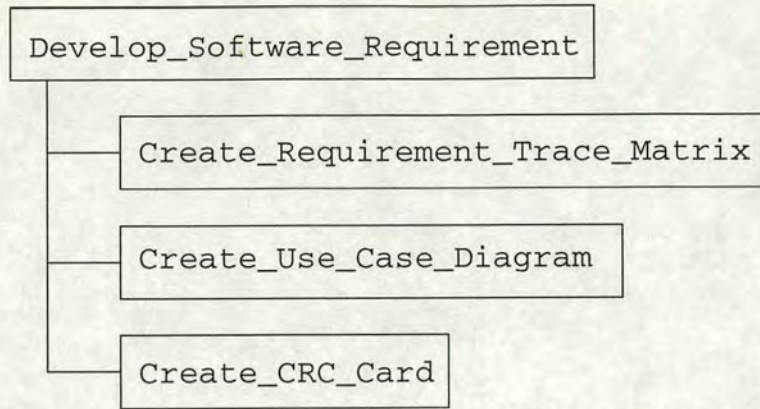 Develop_Software_Requirement
Create_Requirement_Trace_Matrix
Create_Use_Case_Diagram
Create_CRC_Card